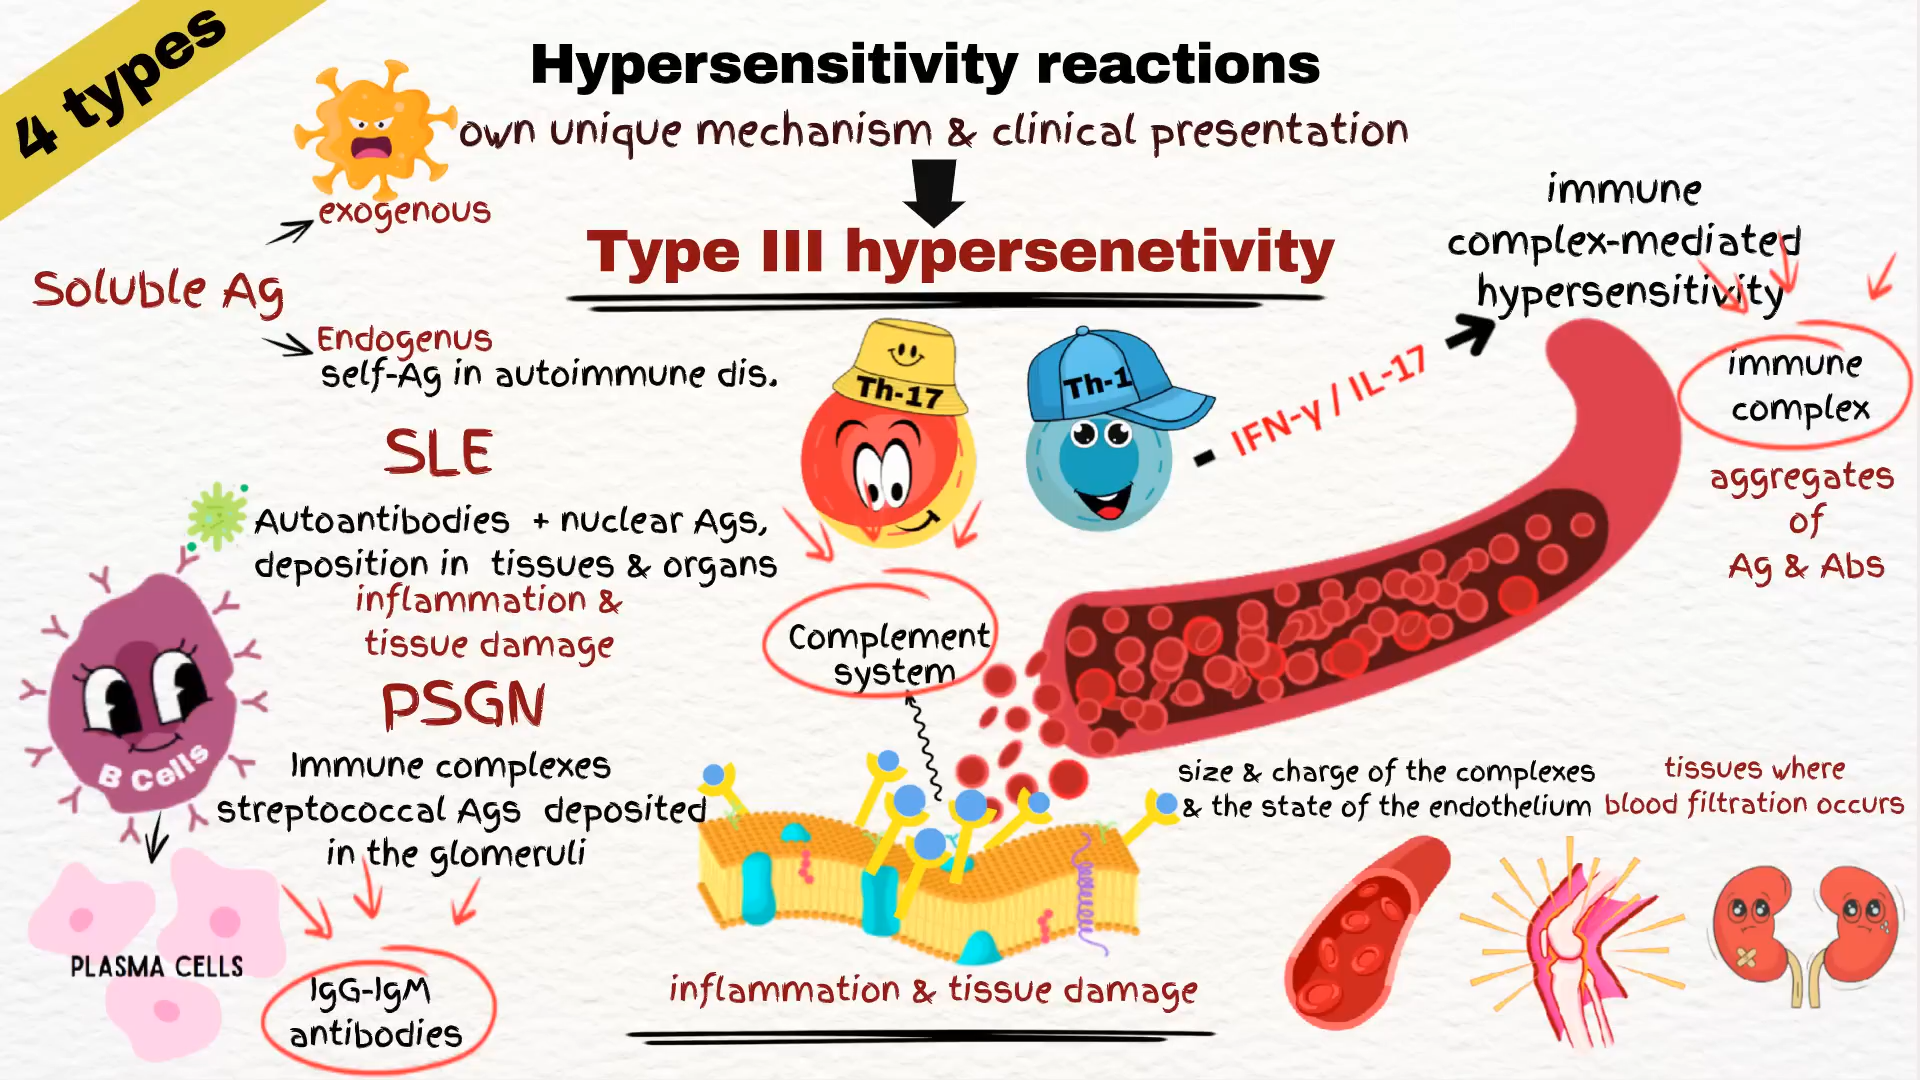 4 types
Hypersensitivity reactions
own unique mechanism & clinical presentation
Type III hypersenetivity
exogenous
Soluble Ag
Endogenus
self-Ag in autoimmune dis.
SLE
Autoantibodies + nuclear Ags,
deposition in tissues & organs
inflammation &
tissue damage
PSGN
Immune complexes
streptococcal Ags deposited
in the glomeruli
B Cells
PLASMA CELLS
IgG-IgM
antibodies
Th-17
Th-1
IFN-γ / IL-17
immune
complex-mediated
hypersensitivity
immune
complex
aggregates
of
Ag & Abs
Complement
system
inflammation & tissue damage
size & charge of the complexes
& the state of the endothelium
tissues where
blood filtration occurs